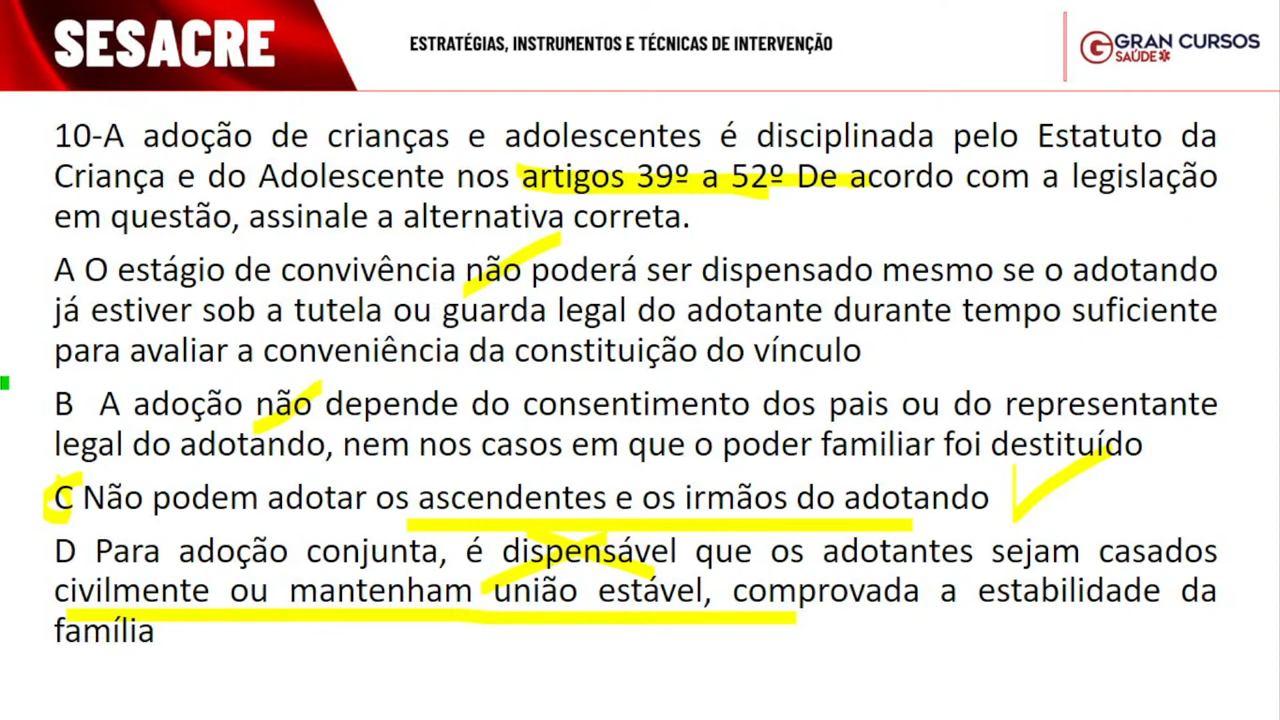 SESACRE
ESTRATÉGIAS, INSTRUMENTOS E TÉCNICAS DE INTERVENÇÃO
GRAN CURSOS
SAÚDE
10-A adoção de crianças e adolescentes é disciplinada pelo Estatuto da
Criança e do Adolescente nos artigos 39º a 52º De acordo com a legislação
em questão, assinale a alternativa correta.
A O estágio de convivência não poderá ser dispensado mesmo se o adotando
já estiver sob a tutela ou guarda legal do adotante durante tempo suficiente
para avaliar a conveniência da constituição do vínculo
B A adoção não depende do consentimento dos pais ou do representante
legal do adotando, nem nos casos em que o poder familiar foi destituído
C Não podem adotar os ascendentes e os irmãos do adotando
D Para adoção conjunta, é dispensável que os adotantes sejam casados
civilmente ou mantenham união estável, comprovada a estabilidade da
família